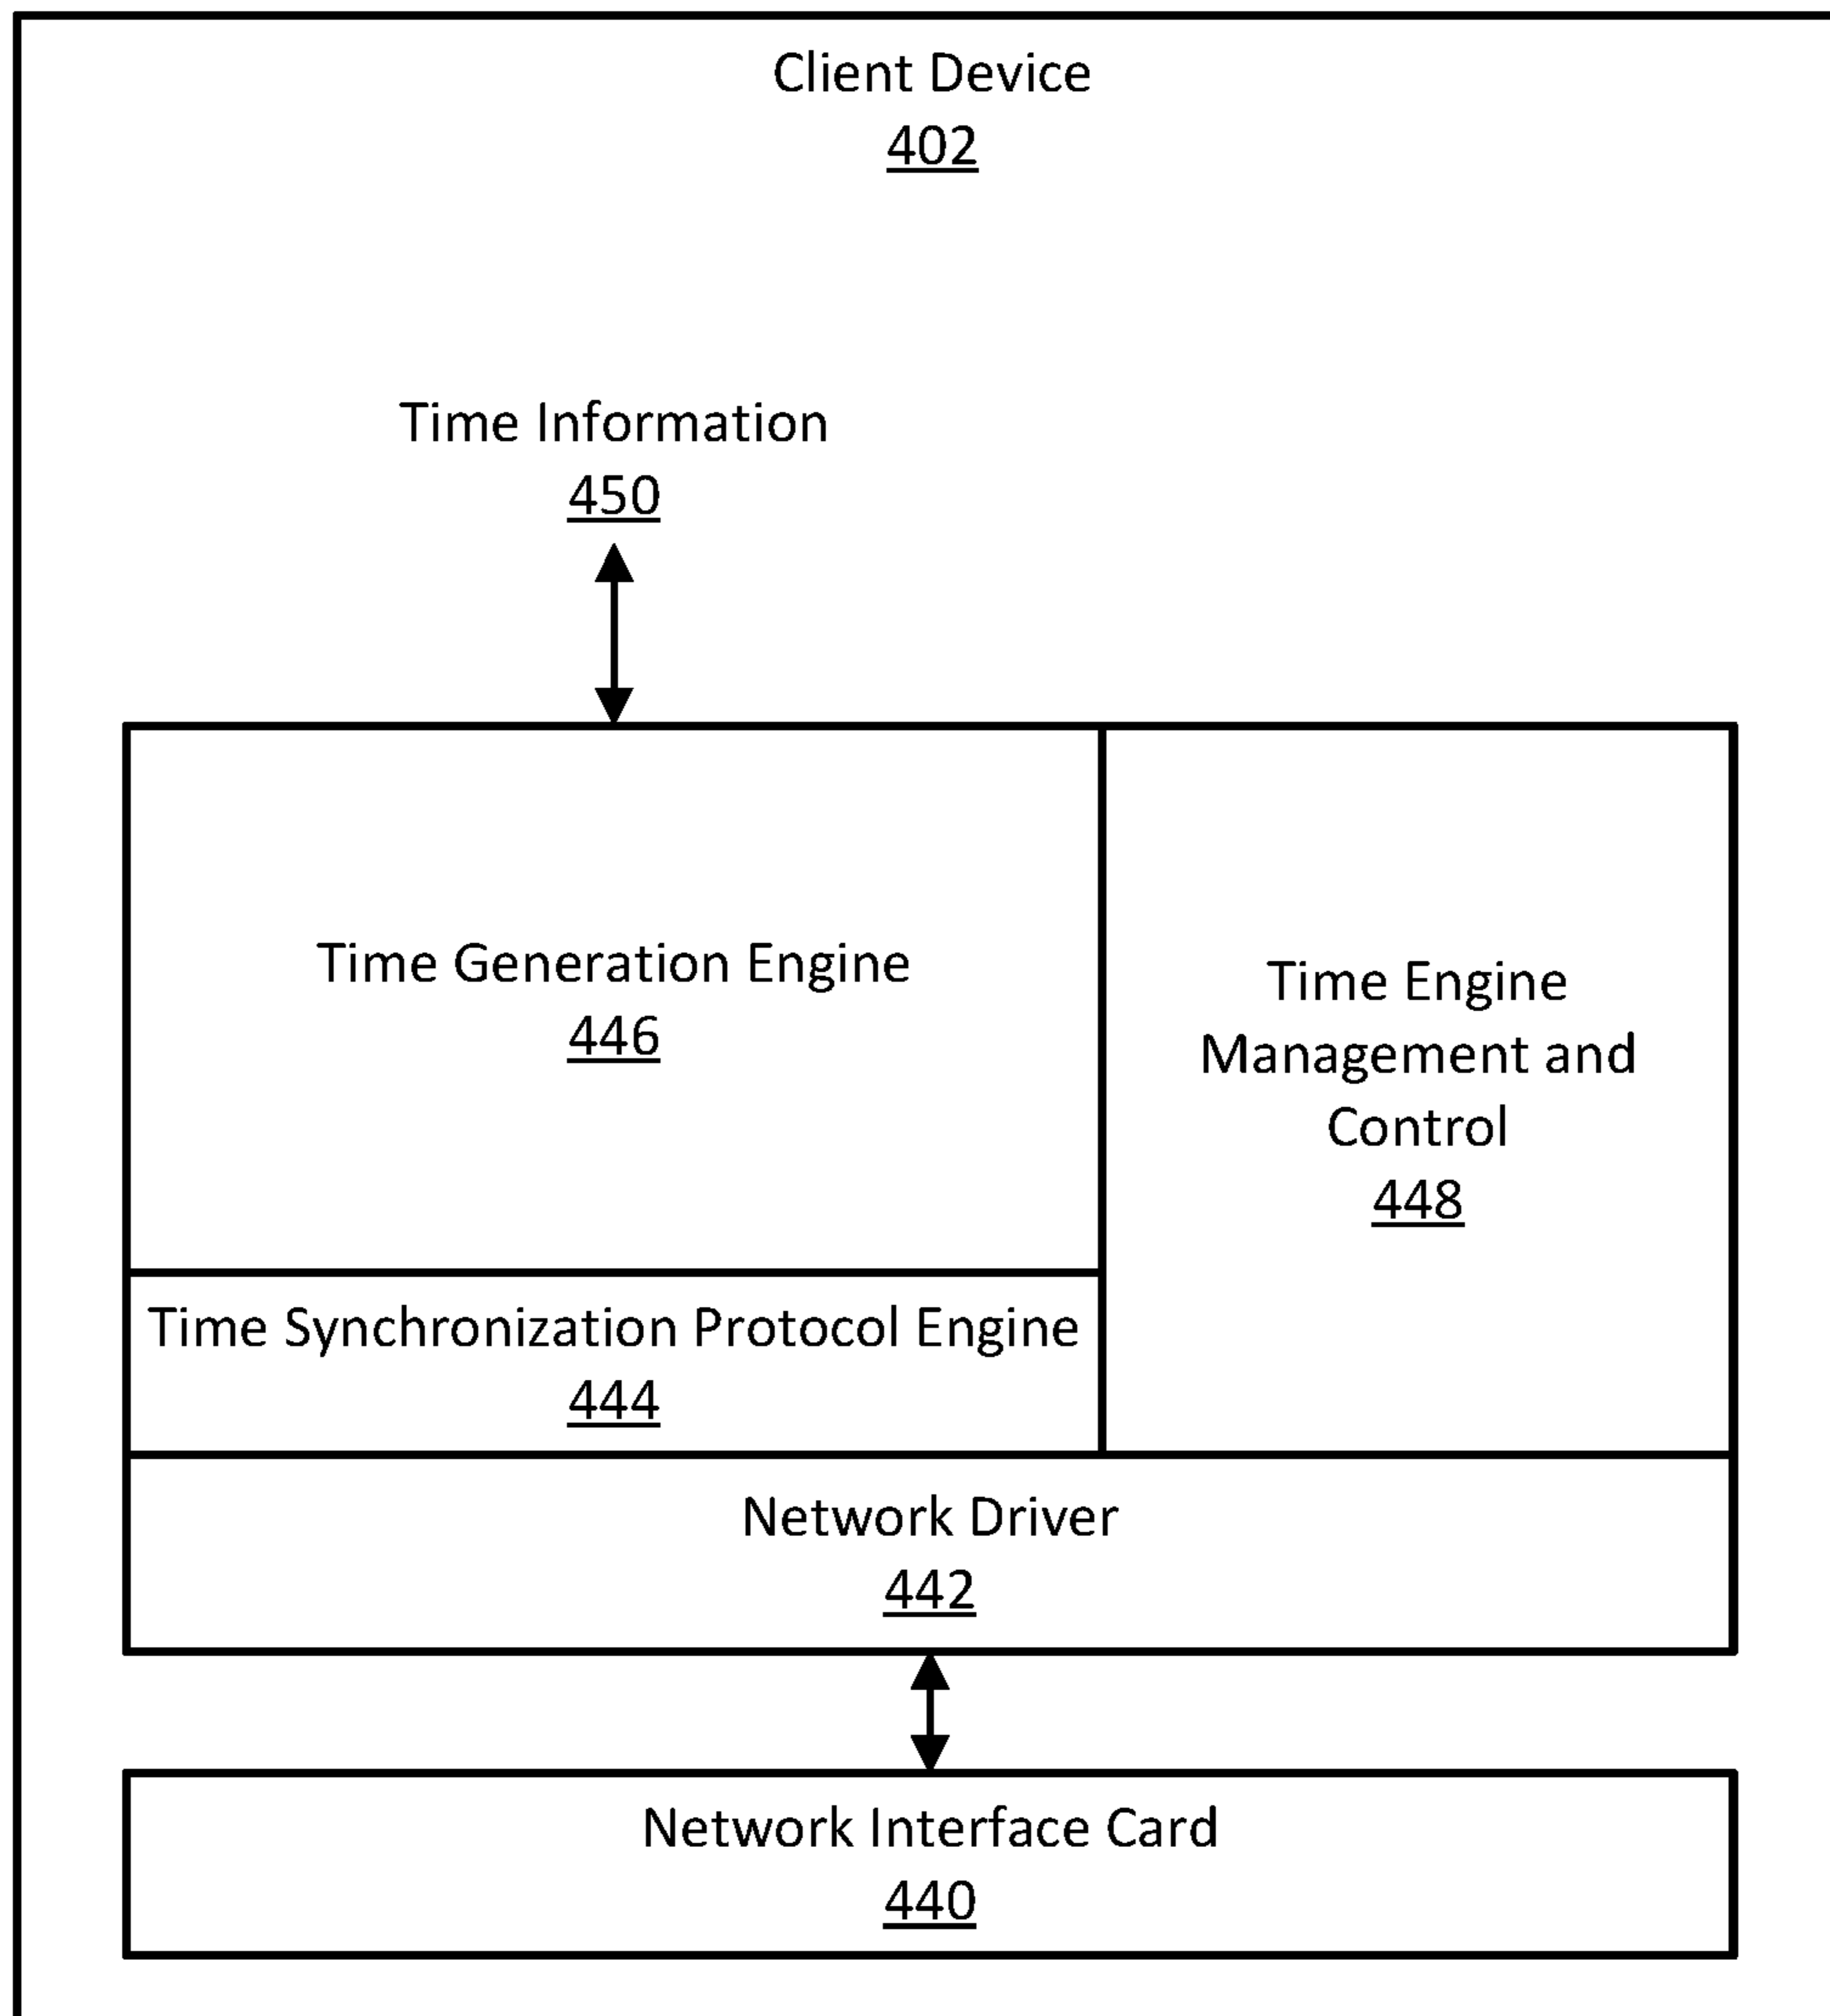 Client Device
402
Time Information
450
Time Generation Engine
446
Time Engine
Management and
Control
448
Time Synchronization Protocol Engine
444
Network Driver
442
Network Interface Card
440